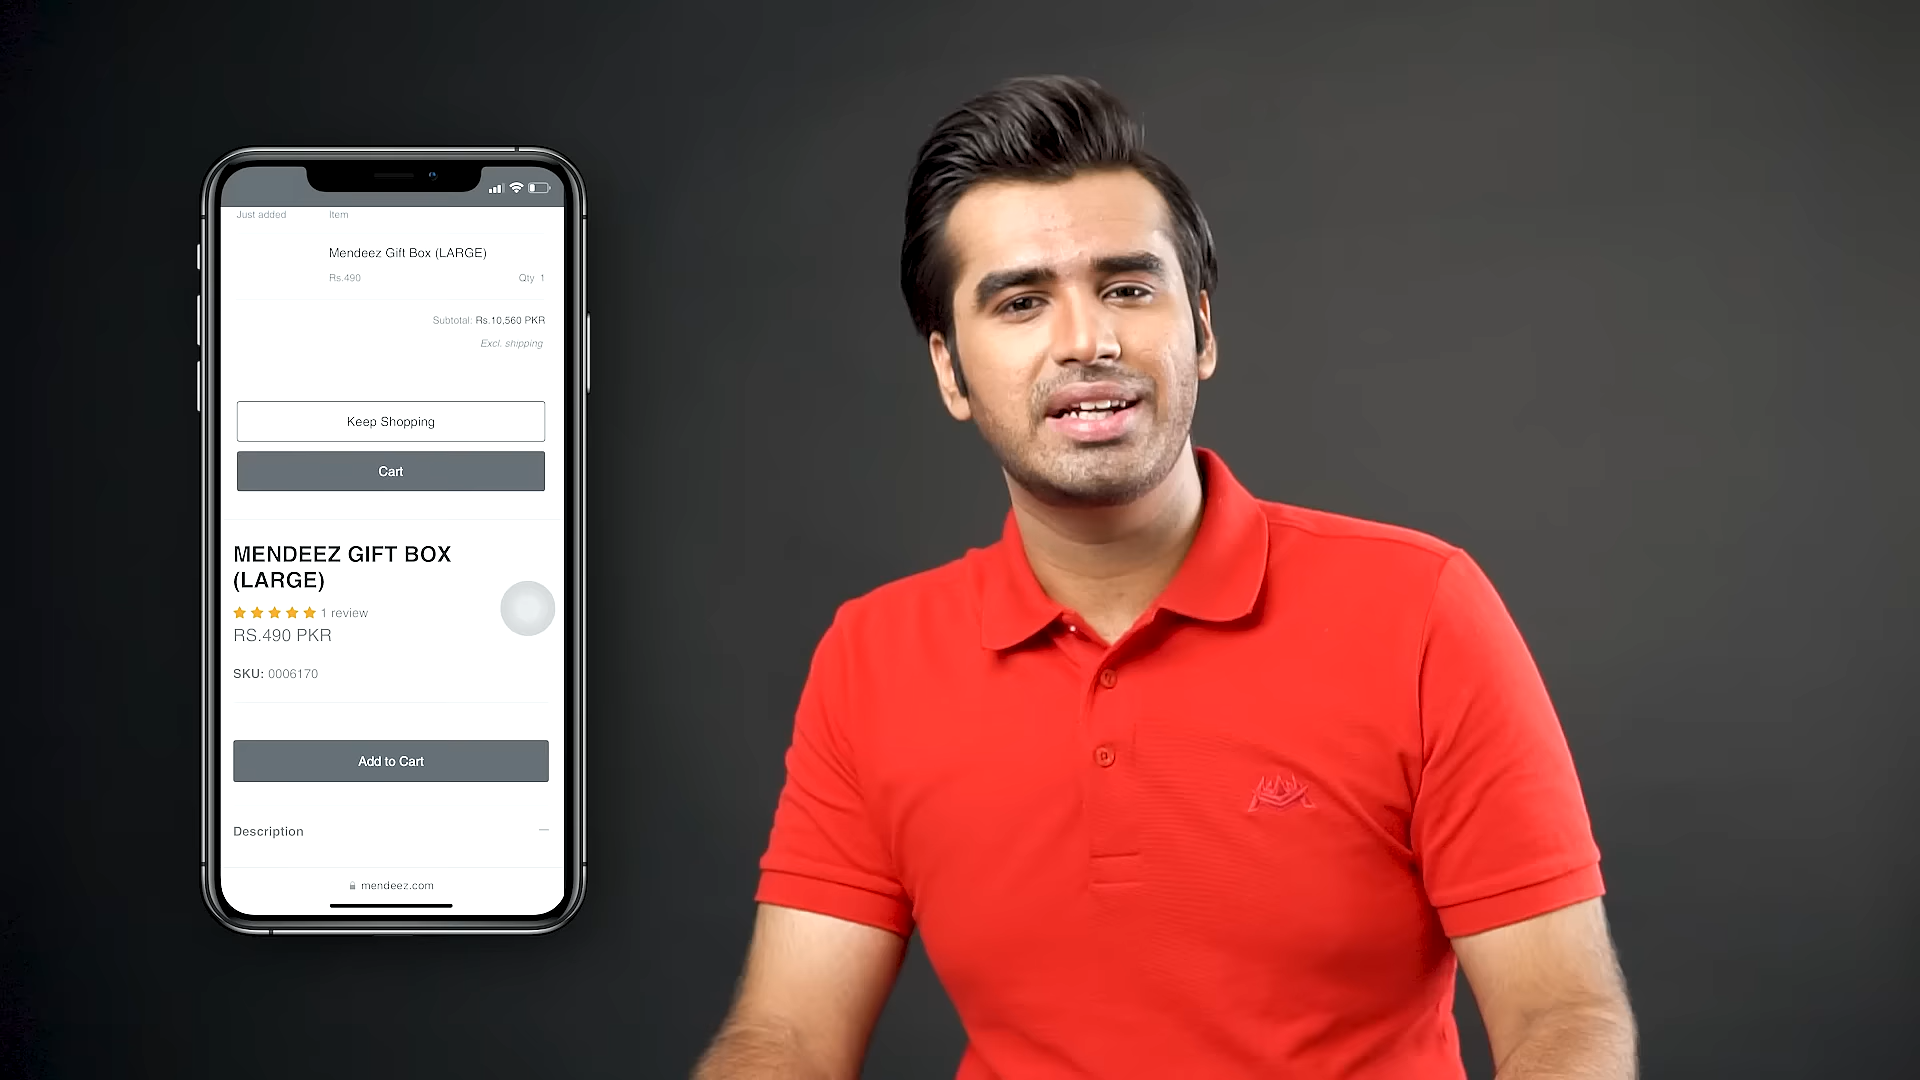 Just added Item
Mendeez Gift Box (LARGE)
Rs.490 Qty 1
Subtotal: Rs.10,560 PKR
Excl. shipping
Keep Shopping
Cart
MENDEEZ GIFT BOX
(LARGE)
1 review
RS.490 PKR
SKU: 0006170
Add to Cart
Description
mendeez.com